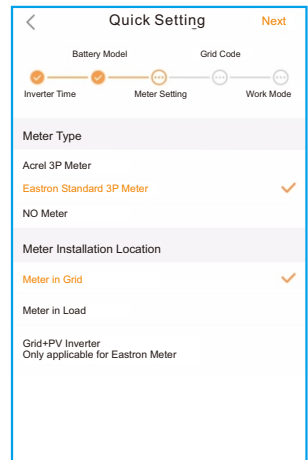 Quick Setting
Next
Battery Model
Grid Code
Inverter Time
Meter Setting
Work Mode
Meter Type
Acrel 3P Meter
Eastron Standard 3P Meter
NO Meter
Meter Installation Location
Meter in Grid
Meter in Load
Grid+PV Inverter
Only applicable for Eastron Meter